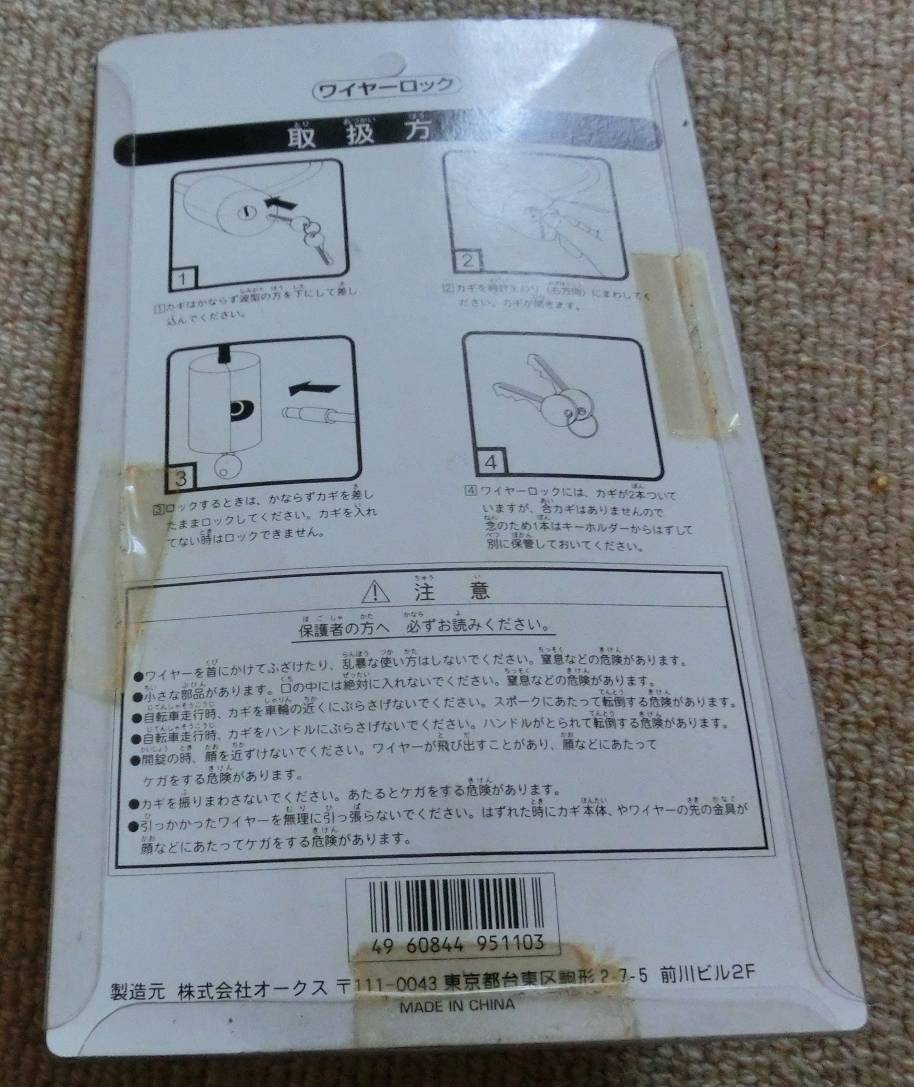 ワイヤーロック
取扱方
1
2
1カギはかならず波型の方を下にして差し
込んでください。
2カギを時計まわり（右方向）にまわしてく
ださい。カギが開きます。
3
4
3ロックするときは、かならずカギを差し
たままロックしてください。カギを入れ
てない時はロックできません。
4ワイヤーロックには、カギが2本ついて
いますが、合カギはありませんので
念のため1本はキーホルダーからはずして
別に保管しておいてください。
注意
保護者の方へ 必ずお読みください。
●ワイヤーを首にかけてふざけたり、乱暴な使い方はしないでください。窒息などの危険があります。
●小さな部品があります。口の中には絶対に入れないでください。窒息などの危険があります。
●自転車走行時、カギを車輪の近くにぶらさげないでください。スポークにあたって転倒する危険があります。
●自転車走行時、カギをハンドルにぶらさげないでください。ハンドルがとられて転倒する危険があります。
●開錠の時、顔を近ずけないでください。ワイヤーが飛び出すことがあり、顔などにあたって
ケガをする危険があります。
●カギを振りまわさないでください。あたるとケガをする危険があります。
●引っかかったワイヤーを無理に引っ張らないでください。はずれた時にカギ本体、やワイヤーの先の金具が
顔などにあたってケガをする危険があります。
49 60844 951103
製造元 株式会社オークス 〒111-0043 東京都台東区駒形2-7-5 前川ビル2F
MADE IN CHINA